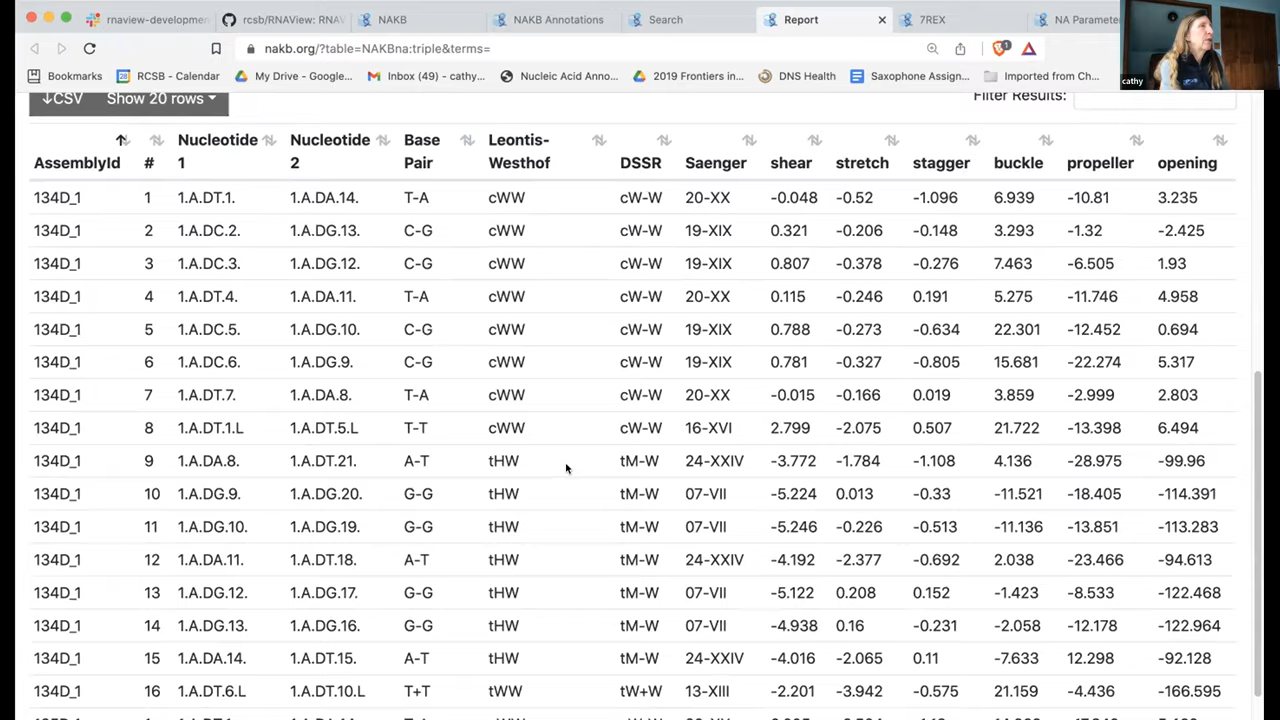 rnaview-developmen
rcsb/RNAView: RNAV
NAKB
NAKB Annotations
Search
Report
7REX
NA Paramete
nakb.org/?table=NAKBna:triple&terms=
1
Bookmarks
28 RCSB - Calendar
My Drive - Google...
Inbox (49) - cathy...
Nucleic Acid Anno...
2019 Frontiers in...
DNS Health
Saxophone Assign...
Imported from Ch...
cathy
↓CSV Show 20 rows
Filter Results:
AssemblyId # Nucleotide 1 Nucleotide 2 Base Pair Leontis-Westhof DSSR Saenger shear stretch stagger buckle propeller opening
134D_1 1 1.A.DT.1. 1.A.DA.14. T-A cWW cW-W 20-XX -0.048 -0.52 -1.096 6.939 -10.81 3.235
134D_1 2 1.A.DC.2. 1.A.DG.13. C-G cWW cW-W 19-XIX 0.321 -0.206 -0.148 3.293 -1.32 -2.425
134D_1 3 1.A.DC.3. 1.A.DG.12. C-G cWW cW-W 19-XIX 0.807 -0.378 -0.276 7.463 -6.505 1.93
134D_1 4 1.A.DT.4. 1.A.DA.11. T-A cWW cW-W 20-XX 0.115 -0.246 0.191 5.275 -11.746 4.958
134D_1 5 1.A.DC.5. 1.A.DG.10. C-G cWW cW-W 19-XIX 0.788 -0.273 -0.634 22.301 -12.452 0.694
134D_1 6 1.A.DC.6. 1.A.DG.9. C-G cWW cW-W 19-XIX 0.781 -0.327 -0.805 15.681 -22.274 5.317
134D_1 7 1.A.DT.7. 1.A.DA.8. T-A cWW cW-W 20-XX -0.015 -0.166 0.019 3.859 -2.999 2.803
134D_1 8 1.A.DT.1.L 1.A.DT.5.L T-T cWW cW-W 16-XVI 2.799 -2.075 0.507 21.722 -13.398 6.494
134D_1 9 1.A.DA.8. 1.A.DT.21. A-T tHW tM-W 24-XXIV -3.772 -1.784 -1.108 4.136 -28.975 -99.96
134D_1 10 1.A.DG.9. 1.A.DG.20. G-G tHW tM-W 07-VII -5.224 0.013 -0.33 -11.521 -18.405 -114.391
134D_1 11 1.A.DG.10. 1.A.DG.19. G-G tHW tM-W 07-VII -5.246 -0.226 -0.513 -11.136 -13.851 -113.283
134D_1 12 1.A.DA.11. 1.A.DT.18. A-T tHW tM-W 24-XXIV -4.192 -2.377 -0.692 2.038 -23.466 -94.613
134D_1 13 1.A.DG.12. 1.A.DG.17. G-G tHW tM-W 07-VII -5.122 0.208 0.152 -1.423 -8.533 -122.468
134D_1 14 1.A.DG.13. 1.A.DG.16. G-G tHW tM-W 07-VII -4.938 0.16 -0.231 -2.058 -12.178 -122.964
134D_1 15 1.A.DA.14. 1.A.DT.15. A-T tHW tM-W 24-XXIV -4.016 -2.065 0.11 -7.633 12.298 -92.128
134D_1 16 1.A.DT.6.L 1.A.DT.10.L T+T tWW tW+W 13-XIII -2.201 -3.942 -0.575 21.159 -4.436 -166.595